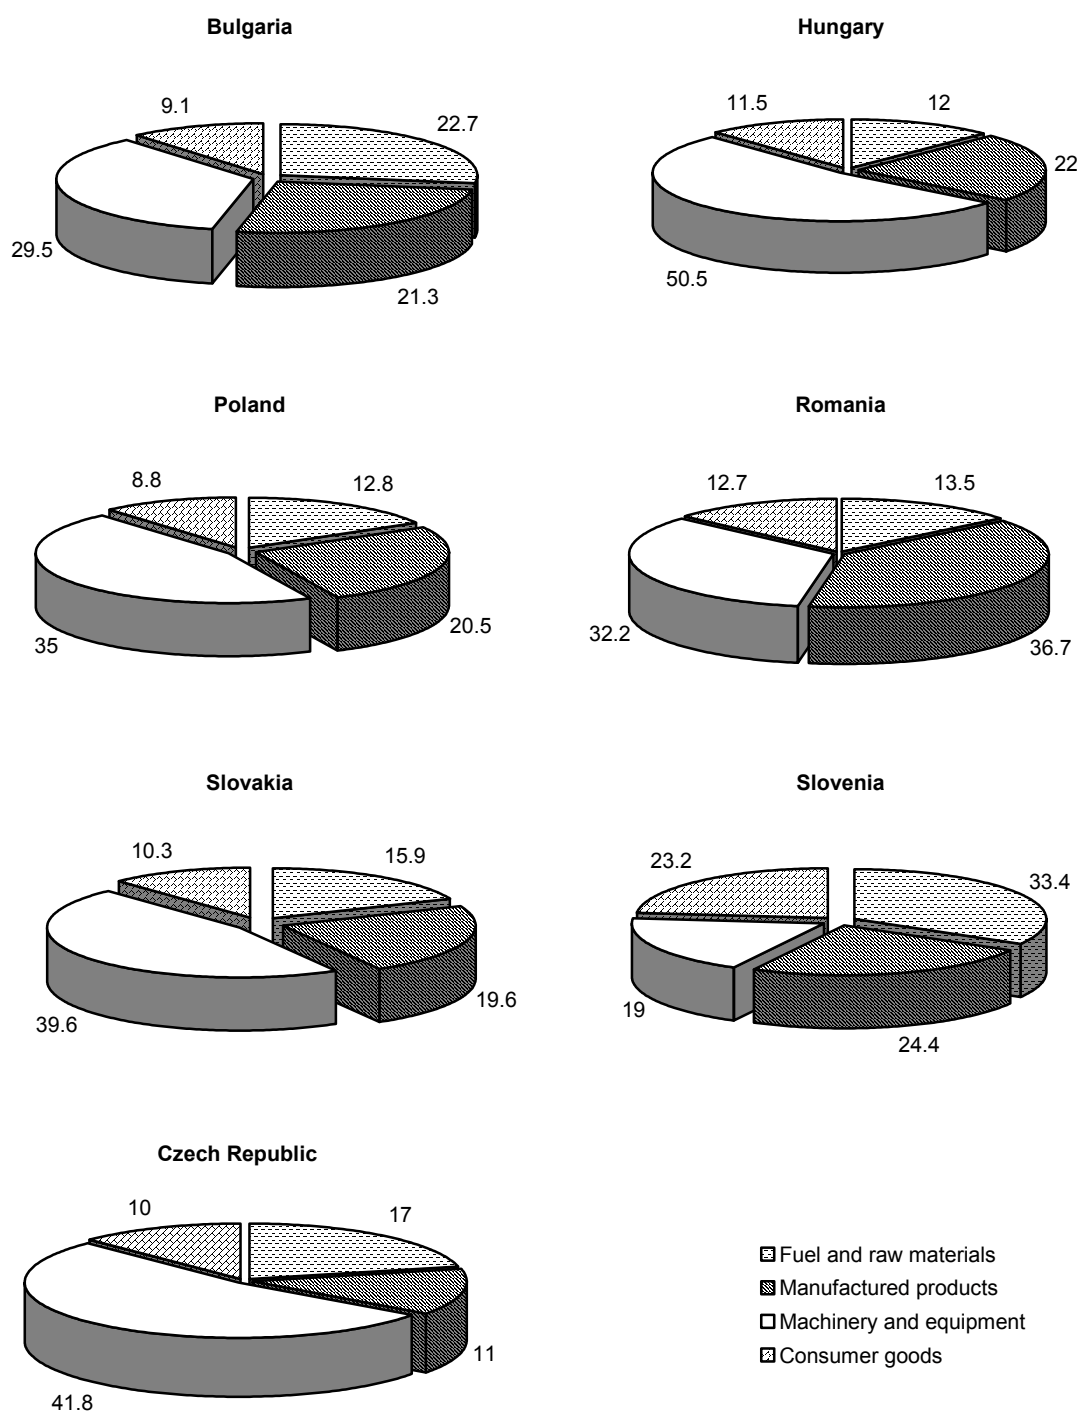 Bulgaria
9.1
22.7
29.5
21.3
Hungary
11.5
12
22
50.5
Poland
8.8
12.8
35
20.5
Romania
12.7
13.5
32.2
36.7
Slovakia
10.3
15.9
39.6
19.6
Slovenia
23.2
33.4
19
24.4
Czech Republic
10
17
11
41.8
Fuel and raw materials
Manufactured products
Machinery and equipment
Consumer goods